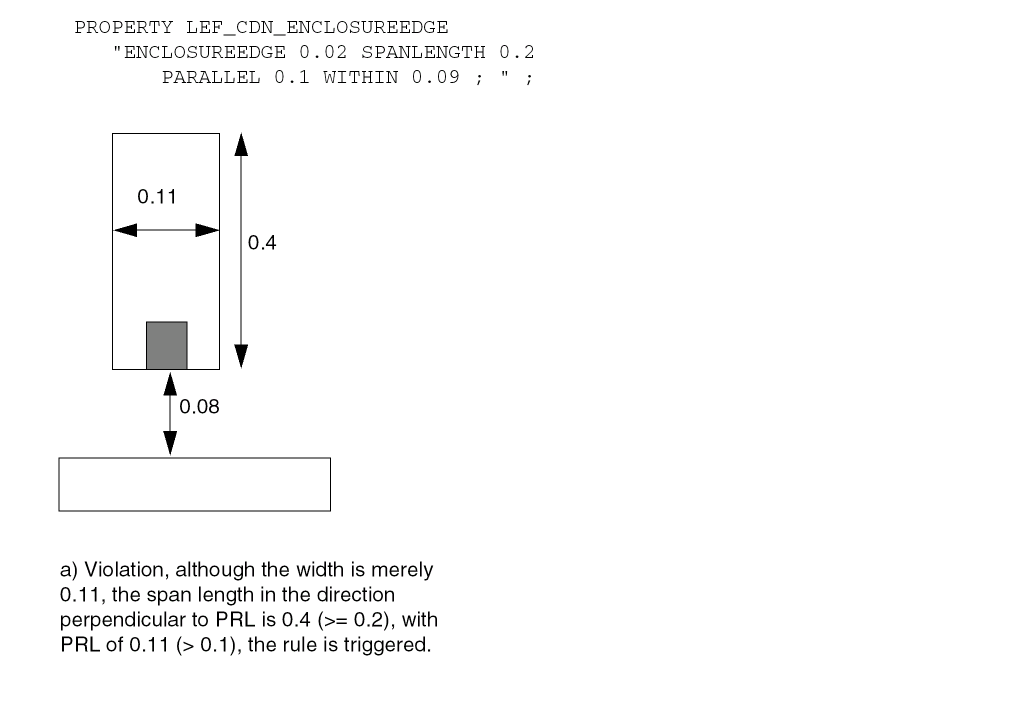 PROPERTY LEF_CDN_ENCLOSUREEDGE
"ENCLOSUREEDGE 0.02 SPANLENGTH 0.2
PARALLEL 0.1 WITHIN 0.09 ; " ;
0.11
0.4
0.08
a) Violation, although the width is merely
0.11, the span length in the direction
perpendicular to PRL is 0.4 (>= 0.2), with
PRL of 0.11 (> 0.1), the rule is triggered.